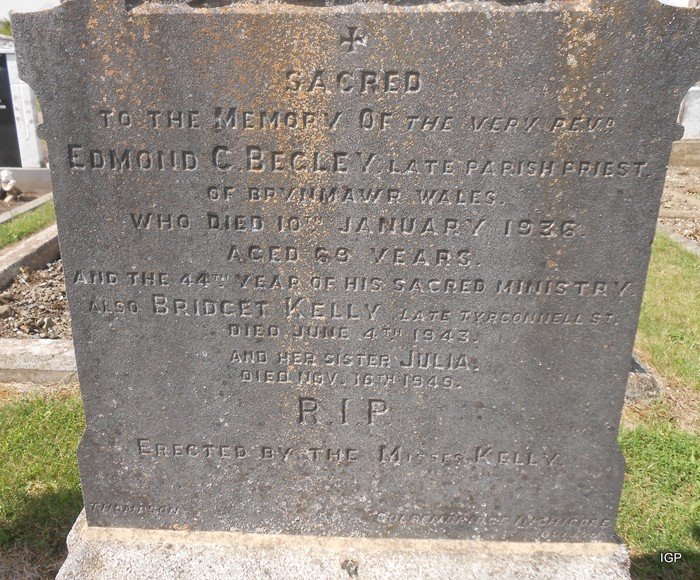 SACRED
TO THE MEMORY OF THE VERY REVD
EDMOND C. BEGLEY, LATE PARISH PRIEST.
OF BRYNMAWR WALES.
WHO DIED 10TH JANUARY 1936.
AGED 69 YEARS.
AND THE 44TH YEAR OF HIS SACRED MINISTRY
ALSO BRIDGET KELLY LATE TYRCONNELL ST.
DIED JUNE 4TH 1943.
AND HER SISTER JULIA,
DIED NOV. 16TH 1949.
R.I.P
ERECTED BY THE MISSES KELLY
THOMPSON
IGP